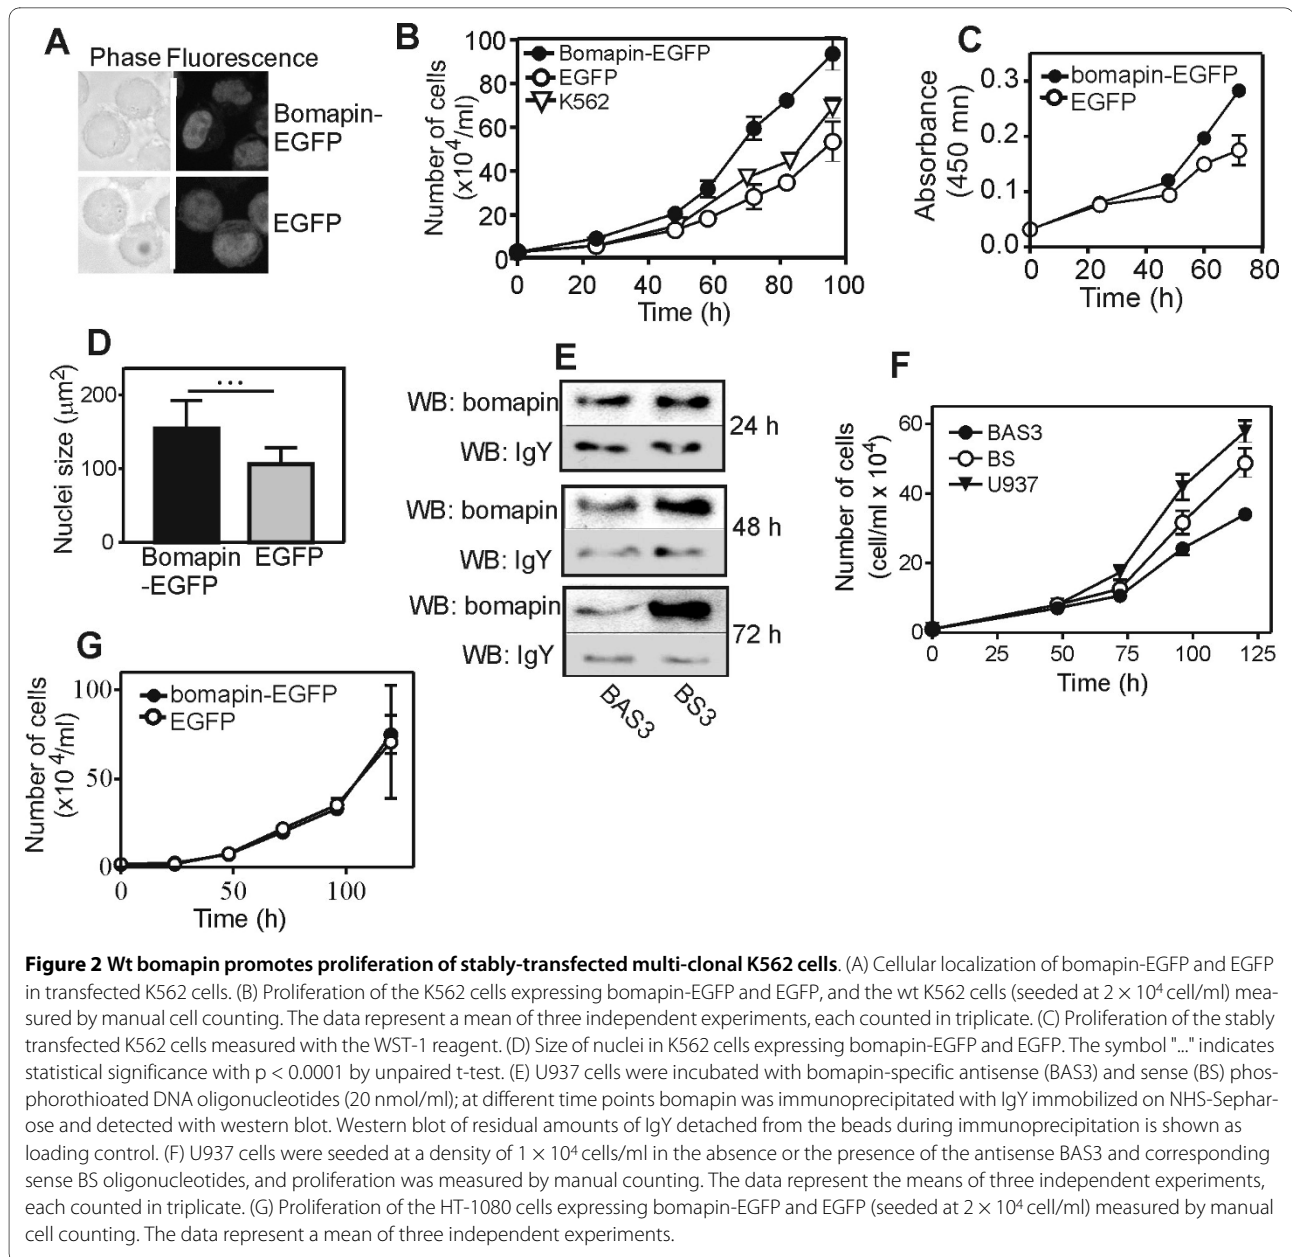 A
Phase Fluorescence
Bomapin-
EGFP
EGFP
B
Number of cells
(x10⁴/ml)
100
80
60
40
20
0
Bomapin-EGFP
EGFP
K562
0 20 40 60 80 100
Time (h)
C
Absorbance
(450 mn)
0.3
0.2
0.1
0.0
bomapin-EGFP
EGFP
0 20 40 60 80
Time (h)
D
Nuclei size (μm²)
200
100
0
...
Bomapin
-EGFP
EGFP
E
WB: bomapin
WB: IgY
24 h
WB: bomapin
WB: IgY
48 h
WB: bomapin
WB: IgY
72 h
BAS3
BS3
F
Number of cells
(cell/ml x 10⁴)
60
40
20
0
BAS3
BS
U937
0 25 50 75 100 125
Time (h)
G
Number of cells
(x10⁴/ml)
100
50
0
bomapin-EGFP
EGFP
0 50 100
Time (h)
Figure 2 Wt bomapin promotes proliferation of stably-transfected multi-clonal K562 cells. (A) Cellular localization of bomapin-EGFP and EGFP
in transfected K562 cells. (B) Proliferation of the K562 cells expressing bomapin-EGFP and EGFP, and the wt K562 cells (seeded at 2 × 10⁴ cell/ml) mea-
sured by manual cell counting. The data represent a mean of three independent experiments, each counted in triplicate. (C) Proliferation of the stably
transfected K562 cells measured with the WST-1 reagent. (D) Size of nuclei in K562 cells expressing bomapin-EGFP and EGFP. The symbol "..." indicates
statistical significance with p < 0.0001 by unpaired t-test. (E) U937 cells were incubated with bomapin-specific antisense (BAS3) and sense (BS) phos-
phorothioated DNA oligonucleotides (20 nmol/ml); at different time points bomapin was immunoprecipitated with IgY immobilized on NHS-Sephar-
ose and detected with western blot. Western blot of residual amounts of IgY detached from the beads during immunoprecipitation is shown as
loading control. (F) U937 cells were seeded at a density of 1 × 10⁴ cells/ml in the absence or the presence of the antisense BAS3 and corresponding
sense BS oligonucleotides, and proliferation was measured by manual counting. The data represent the means of three independent experiments,
each counted in triplicate. (G) Proliferation of the HT-1080 cells expressing bomapin-EGFP and EGFP (seeded at 2 × 10⁴ cell/ml) measured by manual
cell counting. The data represent a mean of three independent experiments.